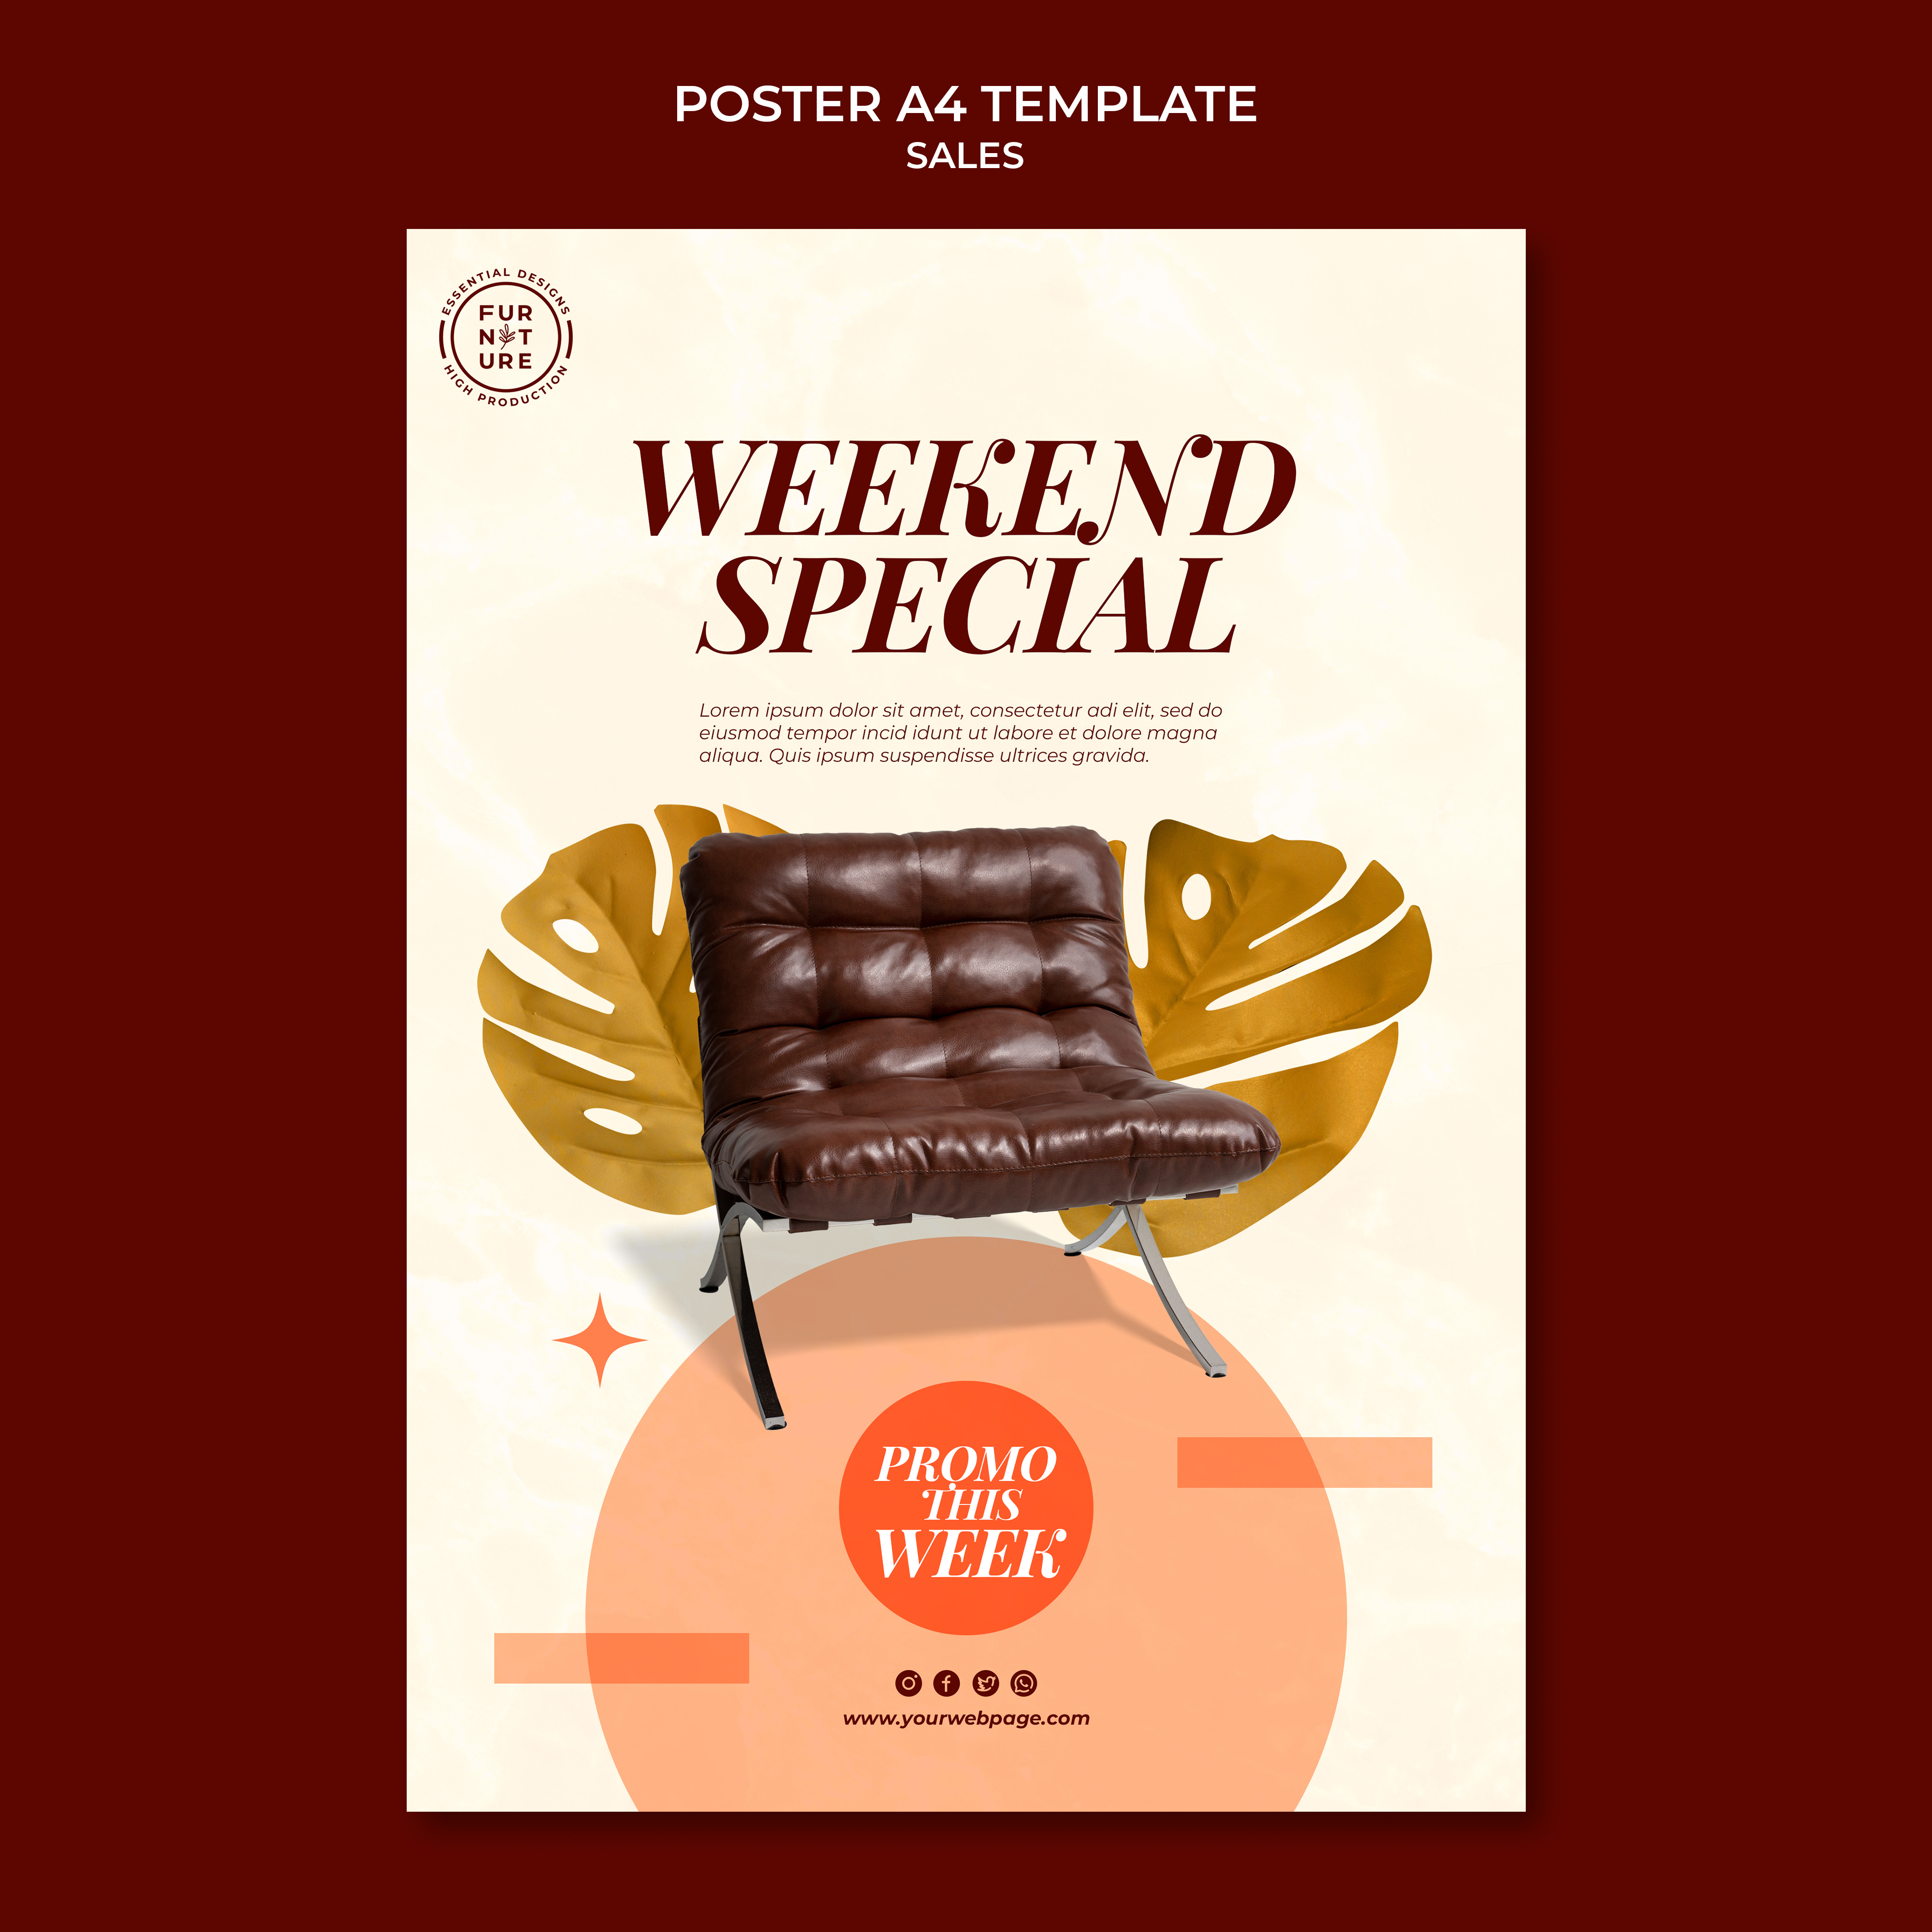 POSTER A4 TEMPLATE
SALES
ESSENTIAL DESIGNS
FUR
N T
URE
HIGH PRODUCTION
WEEKEND
SPECIAL
Lorem ipsum dolor sit amet, consectetur adi elit, sed do
eiusmod tempor incid idunt ut labore et dolore magna
aliqua. Quis ipsum suspendisse ultrices gravida.
PROMO
THIS
WEEK
www.yourwebpage.com